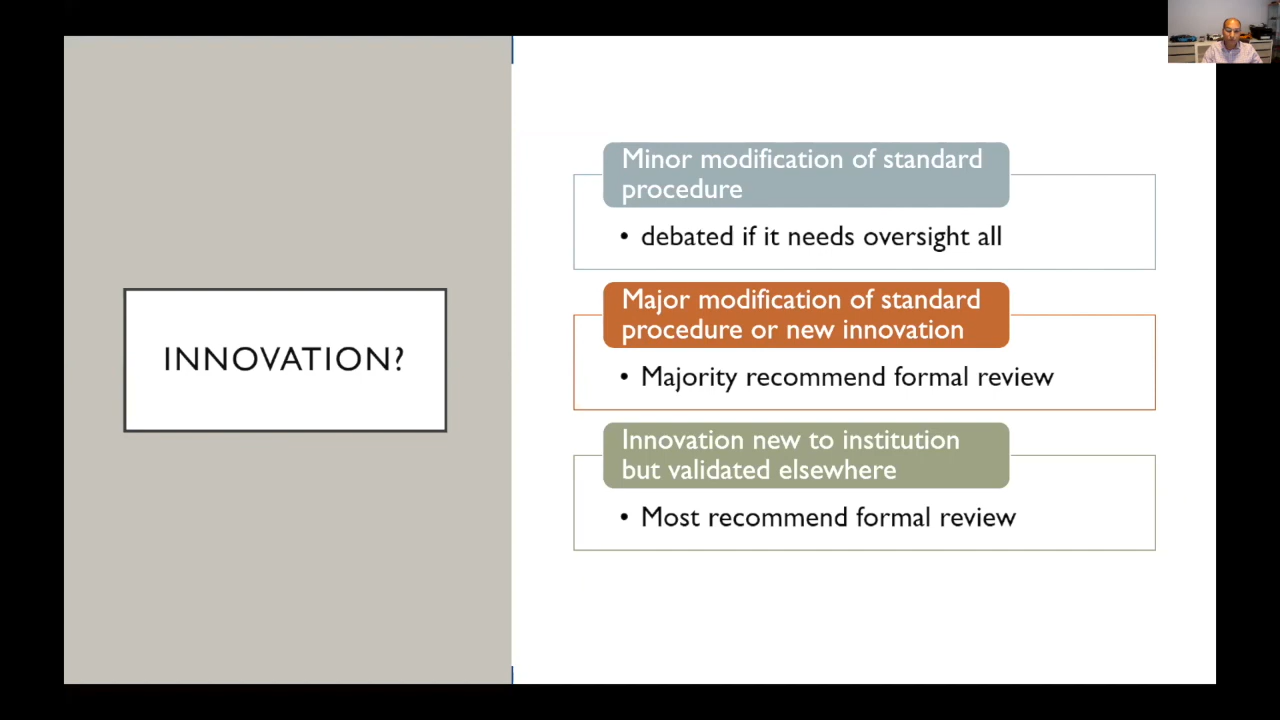 INNOVATION?
Minor modification of standard
procedure
• debated if it needs oversight all
Major modification of standard
procedure or new innovation
• Majority recommend formal review
Innovation new to institution
but validated elsewhere
• Most recommend formal review